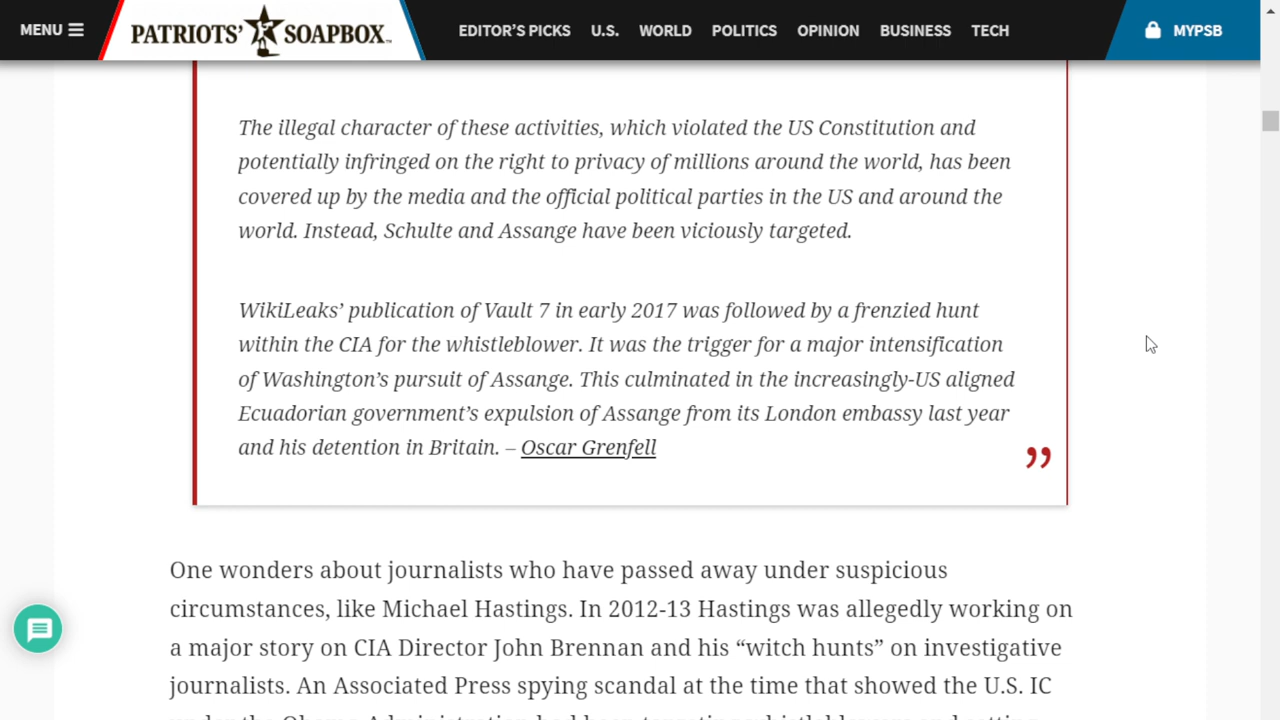 MENU
PATRIOTS' SOAPBOX™
EDITOR'S PICKS U.S. WORLD POLITICS OPINION BUSINESS TECH
MYPSB
The illegal character of these activities, which violated the US Constitution and
potentially infringed on the right to privacy of millions around the world, has been
covered up by the media and the official political parties in the US and around the
world. Instead, Schulte and Assange have been viciously targeted.
WikiLeaks’ publication of Vault 7 in early 2017 was followed by a frenzied hunt
within the CIA for the whistleblower. It was the trigger for a major intensification
of Washington’s pursuit of Assange. This culminated in the increasingly-US aligned
Ecuadorian government’s expulsion of Assange from its London embassy last year
and his detention in Britain. – Oscar Grenfell
”
One wonders about journalists who have passed away under suspicious
circumstances, like Michael Hastings. In 2012-13 Hastings was allegedly working on
a major story on CIA Director John Brennan and his “witch hunts” on investigative
journalists. An Associated Press spying scandal at the time that showed the U.S. IC